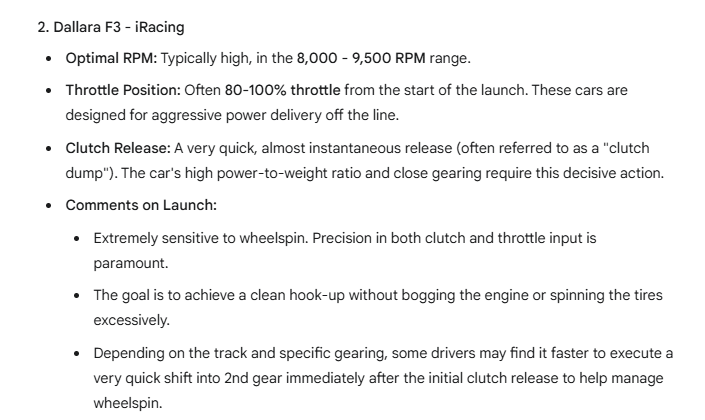 2. Dallara F3 - iRacing
• Optimal RPM: Typically high, in the 8,000 - 9,500 RPM range.
• Throttle Position: Often 80-100% throttle from the start of the launch. These cars are
designed for aggressive power delivery off the line.
• Clutch Release: A very quick, almost instantaneous release (often referred to as a "clutch
dump"). The car's high power-to-weight ratio and close gearing require this decisive action.
• Comments on Launch:
• Extremely sensitive to wheelspin. Precision in both clutch and throttle input is
paramount.
• The goal is to achieve a clean hook-up without bogging the engine or spinning the tires
excessively.
• Depending on the track and specific gearing, some drivers may find it faster to execute a
very quick shift into 2nd gear immediately after the initial clutch release to help manage
wheelspin.